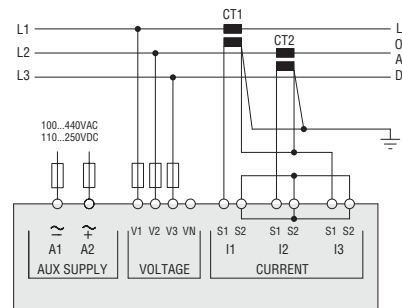 CT1
L1
L
CT2
L2
O
A
L3
D
100...440VAC
110...250VDC
V1 V2 V3 VN
S1 S2 S1 S2 S1 S2
A1 A2
I1 I2 I3
AUX SUPPLY VOLTAGE CURRENT